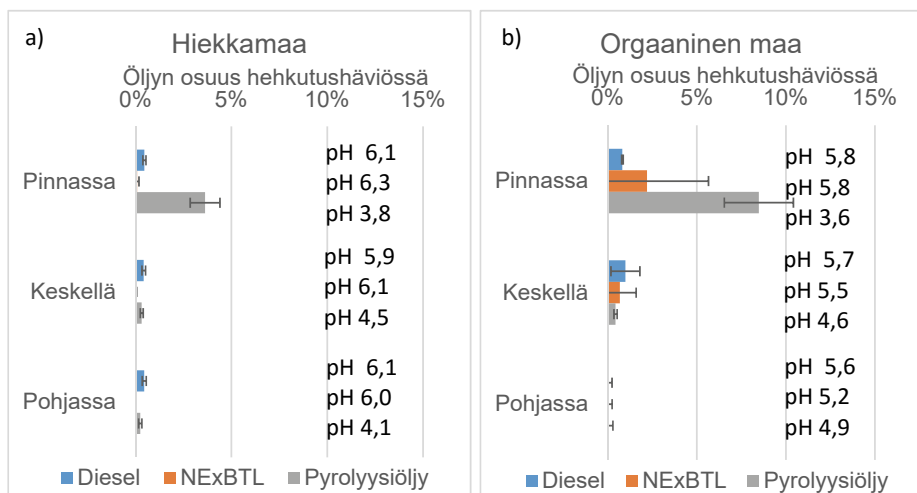 a)
Hiekkamaa
Öljyn osuus hehkutushäviössä
0% 5% 10% 15%
Pinnassa
pH 6,1
pH 6,3
pH 3,8
Keskellä
pH 5,9
pH 6,1
pH 4,5
Pohjassa
pH 6,1
pH 6,0
pH 4,1
Diesel NExBTL Pyrolyysiöljy
b)
Orgaaninen maa
Öljyn osuus hehkutushäviössä
0% 5% 10% 15%
Pinnassa
pH 5,8
pH 5,8
pH 3,6
Keskellä
pH 5,7
pH 5,5
pH 4,6
Pohjassa
pH 5,6
pH 5,2
pH 4,9
Diesel NExBTL Pyrolyysiöljy